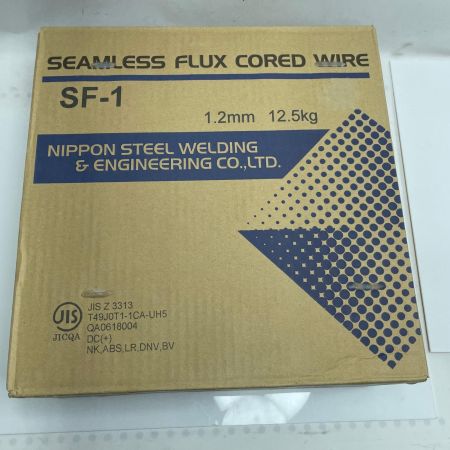 SEAMLESS FLUX CORED WIRE
SF-1
1.2mm 12.5kg
NIPPON STEEL WELDING
& ENGINEERING CO.,LTD.
JIS
JICQA
JIS Z 3313
T49J0T1-1CA-UH5
QA0618004
DC(+)
NK,ABS,LR,DNV,BV